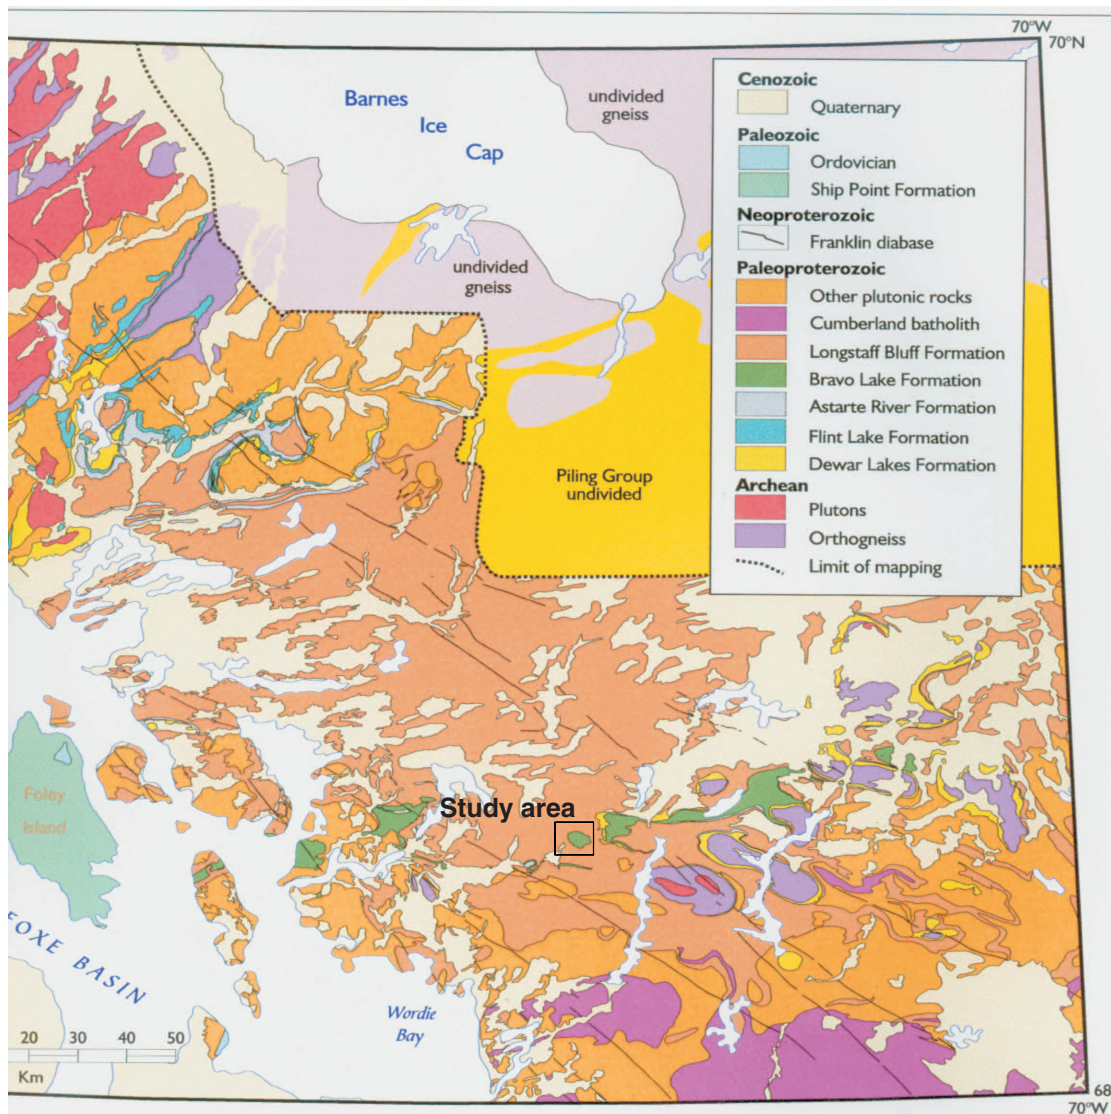 70°W
70°N
Barnes
Ice
Cap
undivided
gneiss
undivided
gneiss
Cenozoic
Quaternary
Paleozoic
Ordovician
Ship Point Formation
Neoproterozoic
Franklin diabase
Paleoproterozoic
Other plutonic rocks
Cumberland batholith
Longstaff Bluff Formation
Bravo Lake Formation
Astarte River Formation
Flint Lake Formation
Dewar Lakes Formation
Archean
Plutons
Orthogneiss
Limit of mapping
Piling Group
undivided
Foley
Island
Study area
FOXE BASIN
Wordie
Bay
20 30 40 50
Km
68
70°W